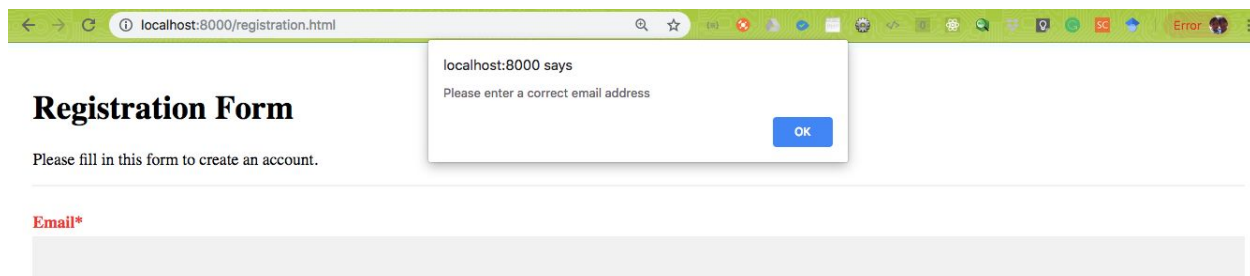 localhost:8000/registration.html
Error
localhost:8000 says
Please enter a correct email address
OK
Registration Form
Please fill in this form to create an account.
Email*